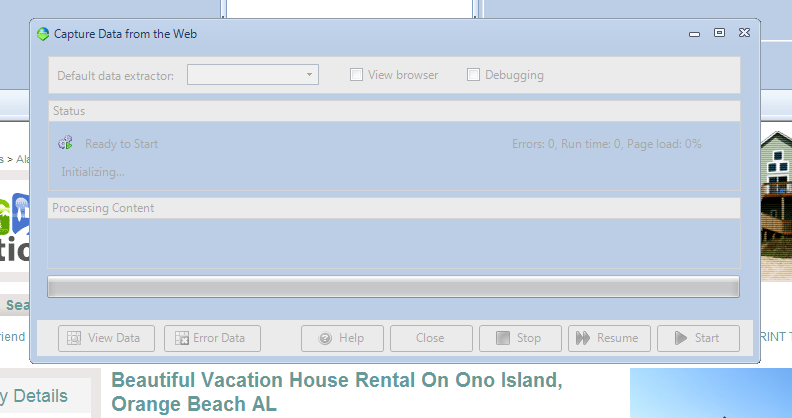 Capture Data from the Web
Default data extractor:
View browser
Debugging
Status
Ready to Start
Errors: 0, Run time: 0, Page load: 0%
Initializing...
Processing Content
View Data
Error Data
Help
Close
Stop
Resume
Start
Beautiful Vacation House Rental On Ono Island,
y Details
Orange Beach AL